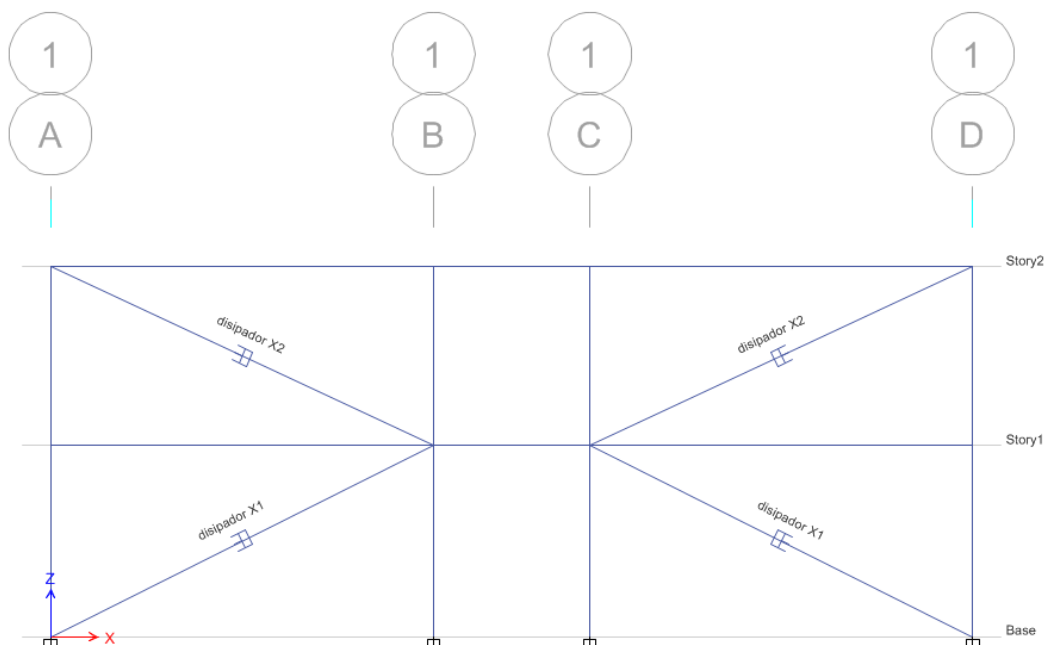 1 1 1 1
A B C D
Story2
disipador X2 disipador X2
Story1
disipador X1 disipador X1
Z
X
Base